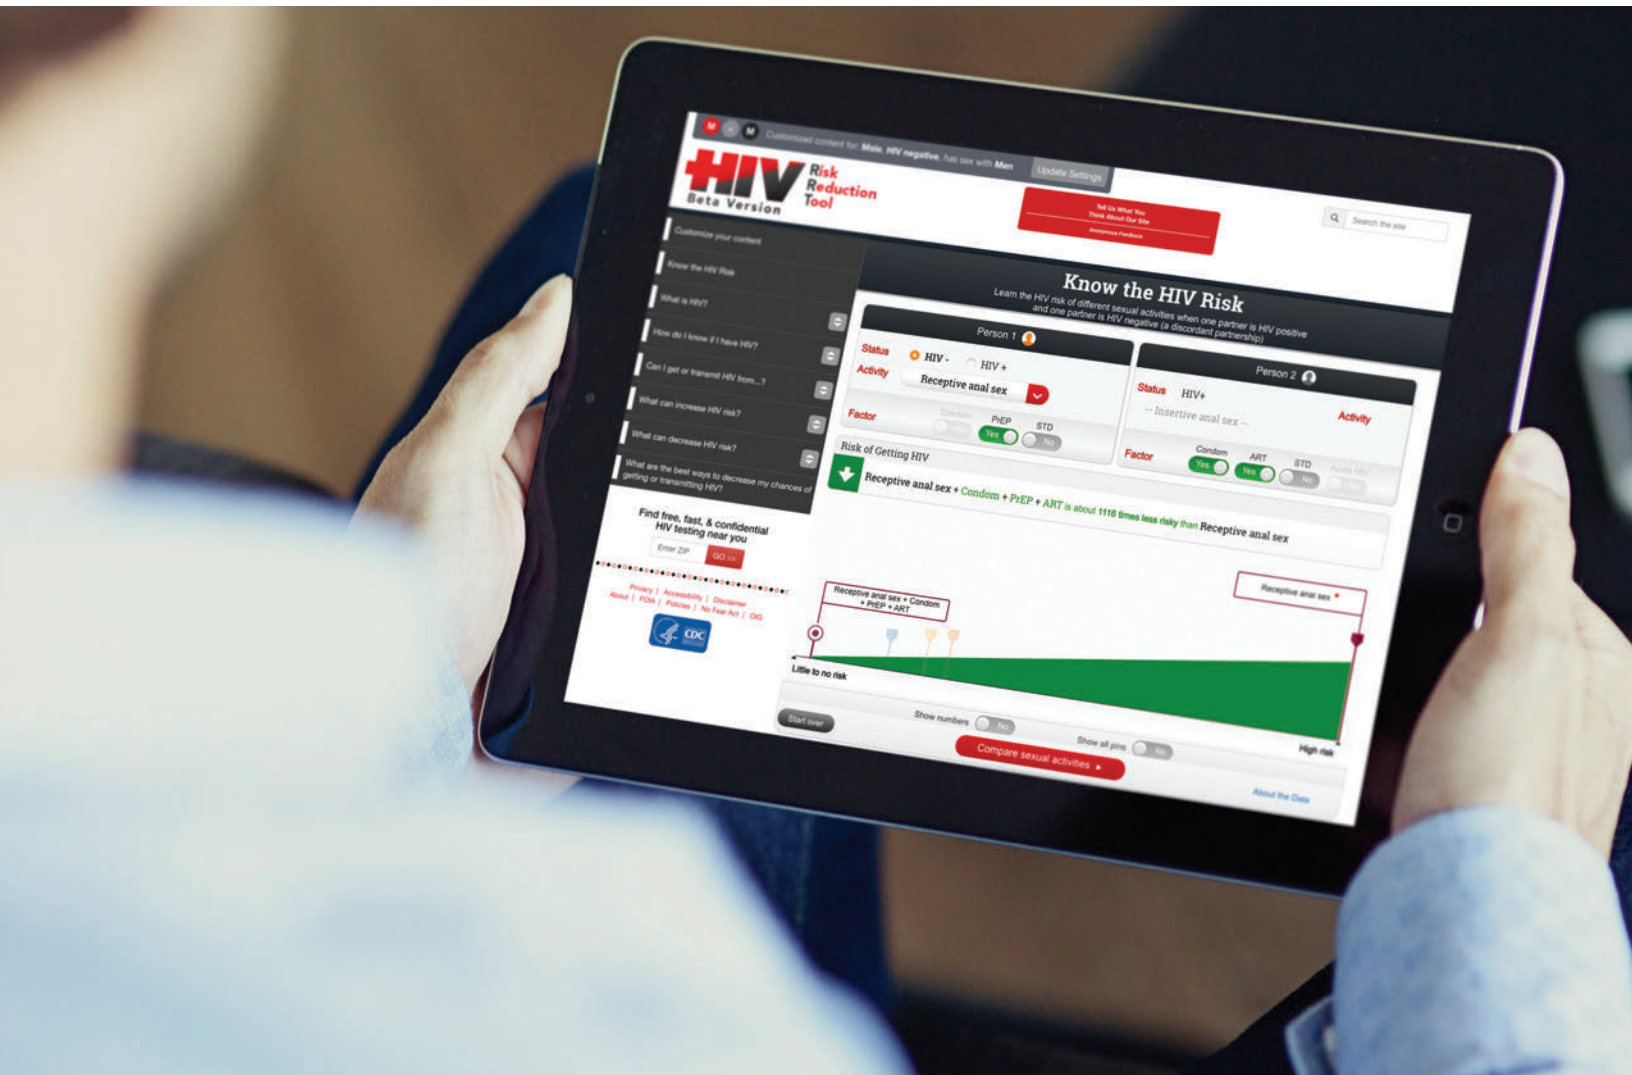 M - M Customized content for: Male, HIV negative, has sex with Men Update Settings
HIV Risk
Reduction
Beta Version Tool
Tell Us What You
Think About Our Site
Anonymous Feedback
Search the site
Customize your content
Know the HIV Risk
What is HIV?
How do I know if I have HIV?
Can I get or transmit HIV from...?
What can increase HIV risk?
What can decrease HIV risk?
What are the best ways to decrease my chances of
getting or transmitting HIV?
Find free, fast, & confidential
HIV testing near you
Enter ZIP GO >>
Privacy | Accessibility | Disclaimer
About | FOIA | Policies | No Fear Act | OIG
CDC
Know the HIV Risk
Learn the HIV risk of different sexual activities when one partner is HIV positive
and one partner is HIV negative (a discordant partnership)
Person 1
Status HIV - HIV +
Activity Receptive anal sex
Factor Condom PrEP STD
Yes No
Person 2
Status HIV+
Activity
-- Insertive anal sex --
Factor Condom ART STD Acute HIV
Yes Yes No
Risk of Getting HIV
Receptive anal sex + Condom + PrEP + ART is about 1116 times less risky than Receptive anal sex
Receptive anal sex + Condom
+ PrEP + ART
Receptive anal sex *
Little to no risk
High risk
Show numbers No
Show all pins No
Start over
Compare sexual activities
About the Data